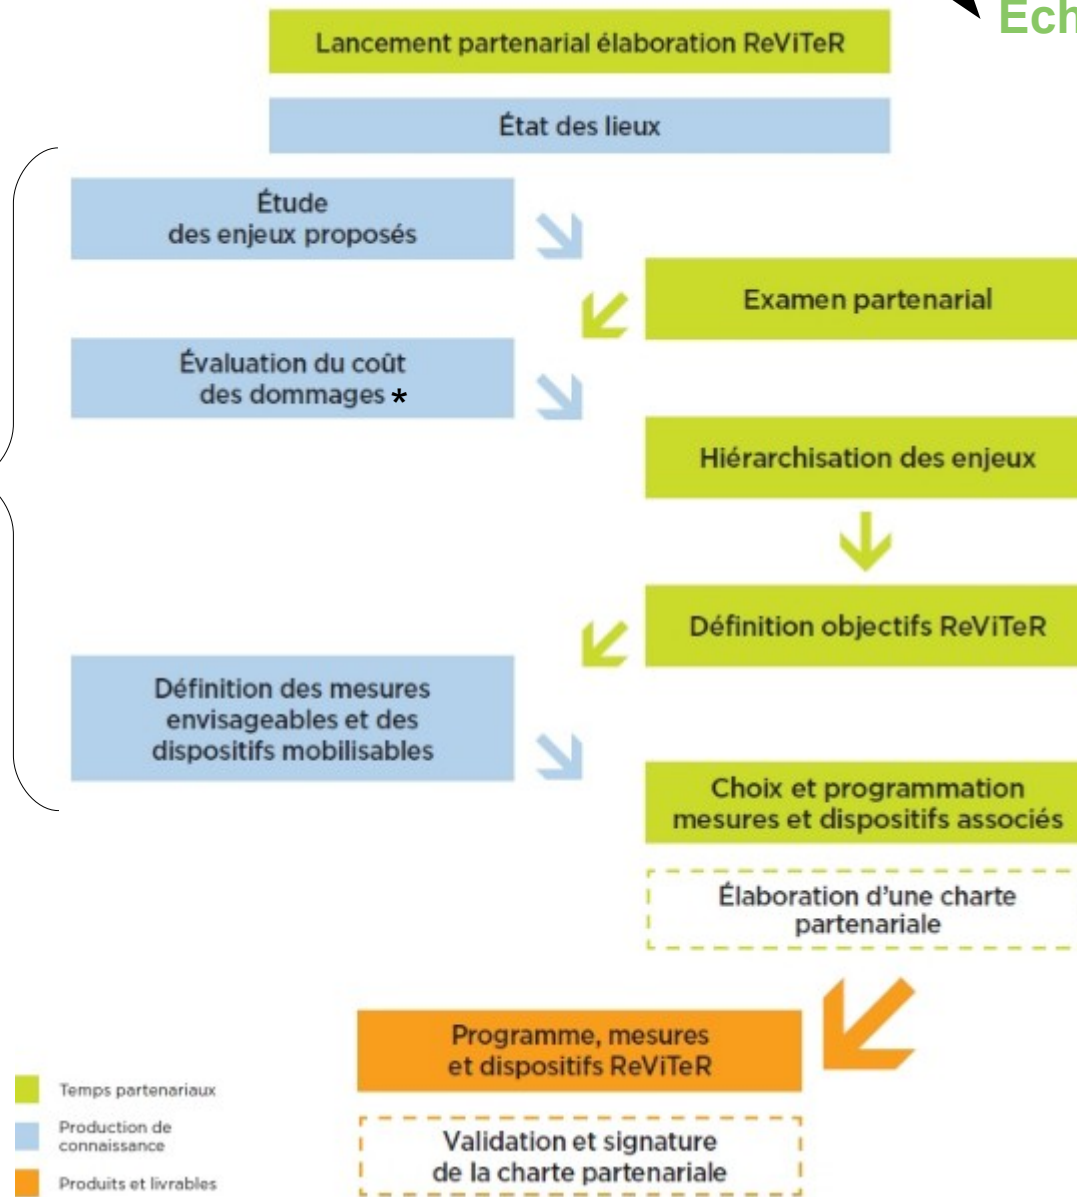 Ech
Lancement partenarial élaboration ReViTeR
État des lieux
Étude
des enjeux proposés
Examen partenarial
Évaluation du coût
des dommages *
Hiérarchisation des enjeux
Définition objectifs ReViTeR
Définition des mesures
envisageables et des
dispositifs mobilisables
Choix et programmation
mesures et dispositifs associés
Élaboration d'une charte
partenariale
Programme, mesures
et dispositifs ReViTeR
Validation et signature
de la charte partenariale
Temps partenariaux
Production de
connaissance
Produits et livrables